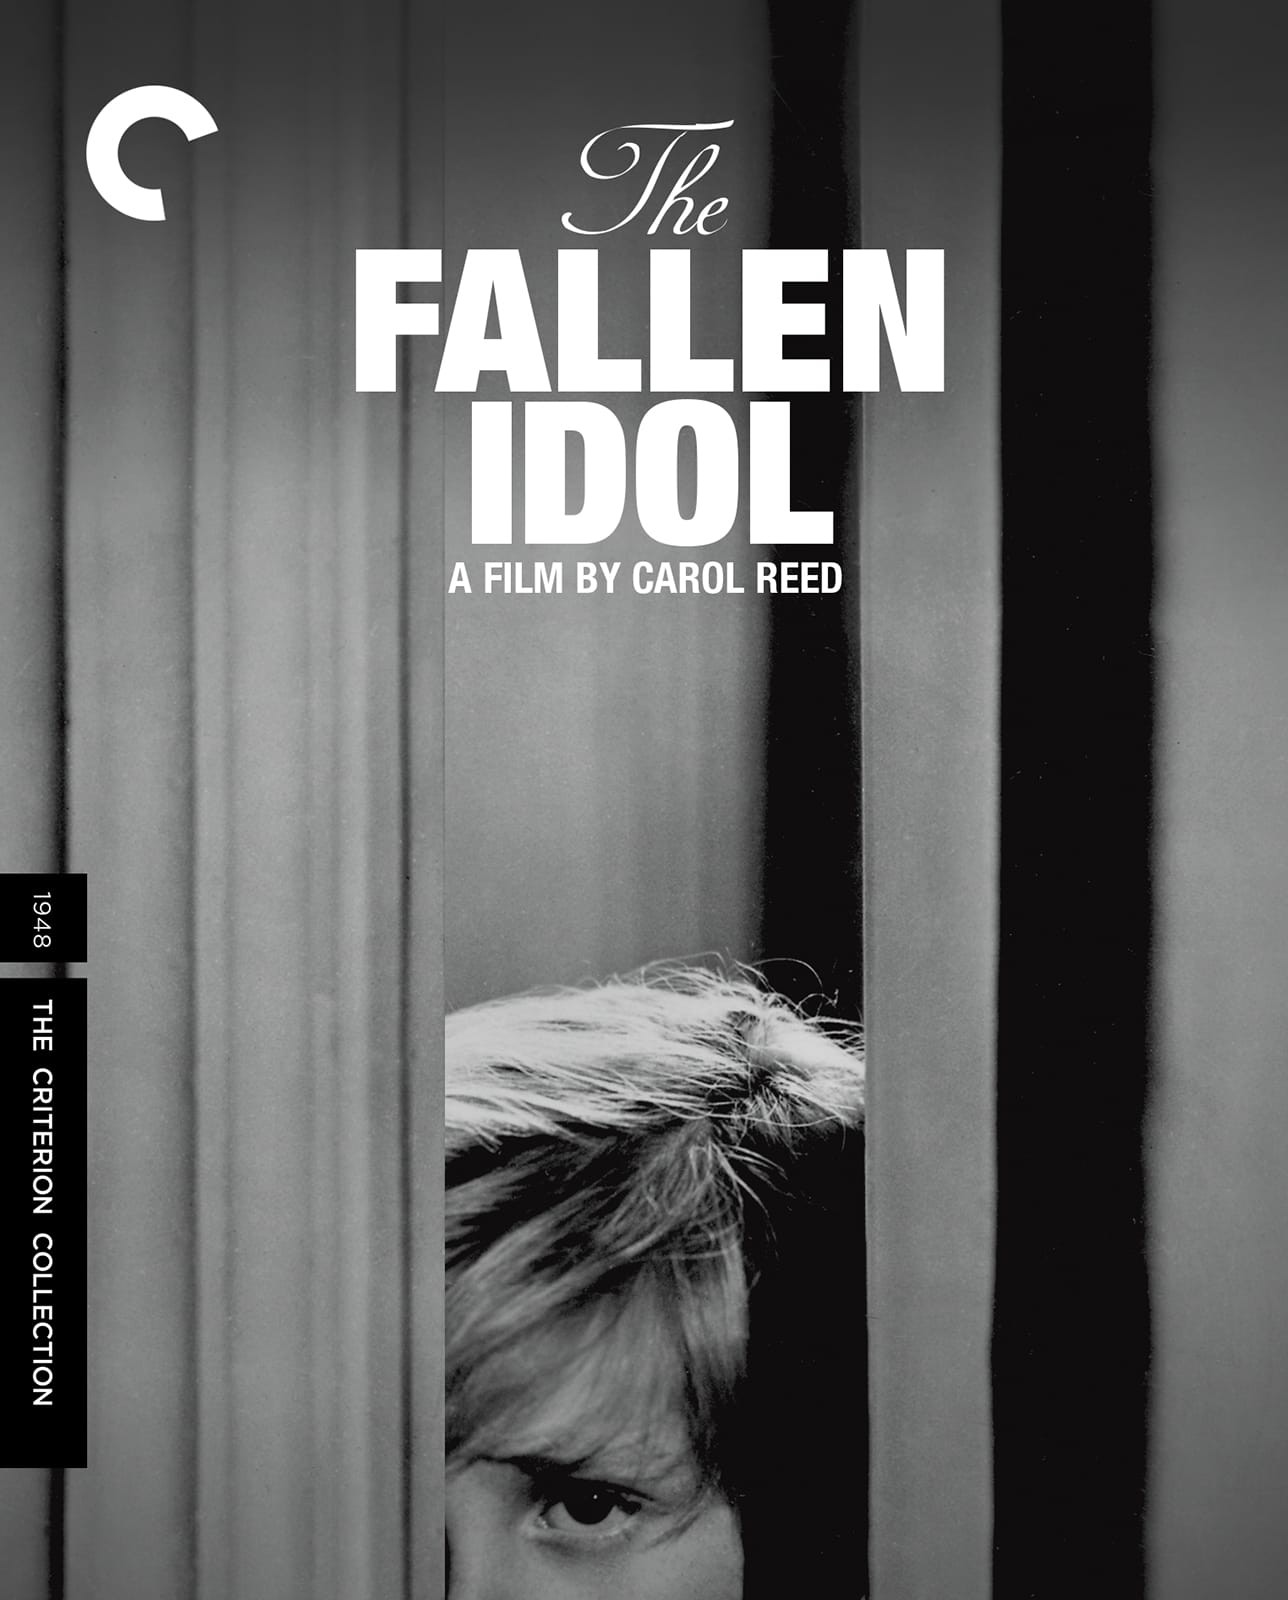 The
FALLEN
IDOL
A FILM BY CAROL REED
1948
THE CRITERION COLLECTION